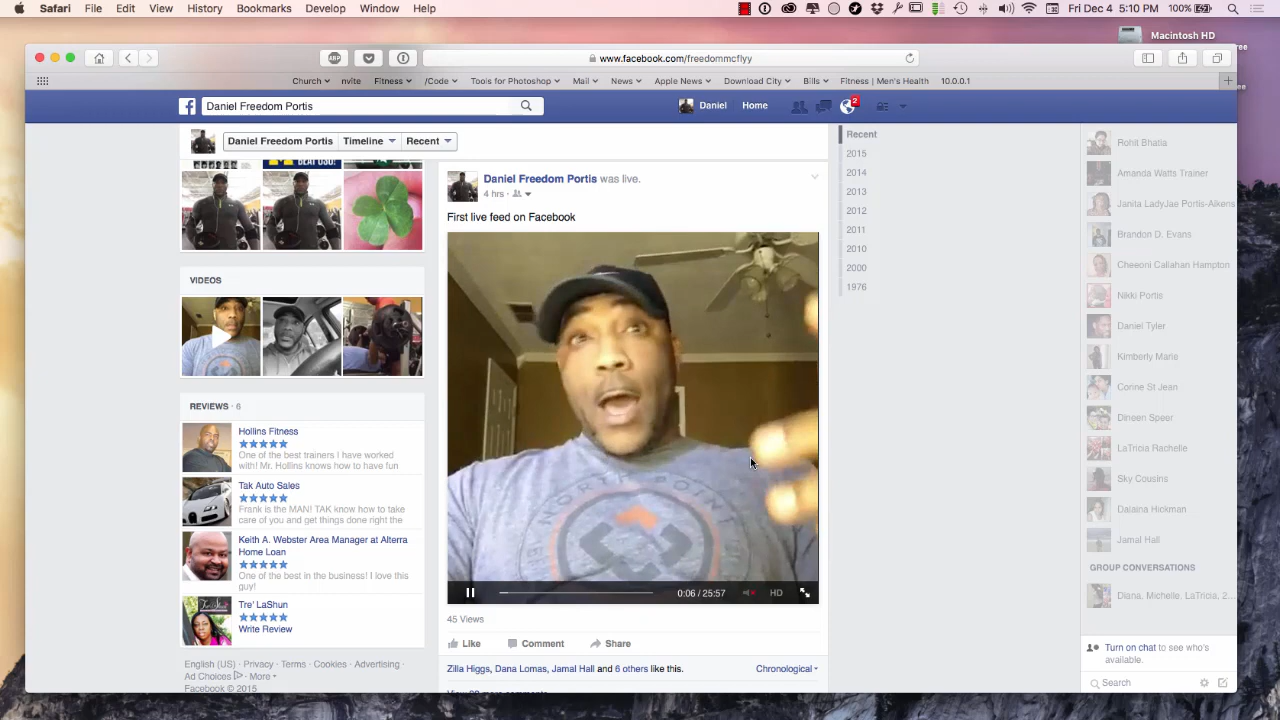 Safari File Edit View History Bookmarks Develop Window Help
Fri Dec 4 5:10 PM 100%
Macintosh HD
www.facebook.com/freedommcflyy
Church nvite Fitness /Code Tools for Photoshop Mail News Apple News Download City Bills Fitness | Men's Health 10.0.0.1
Daniel Freedom Portis
Daniel Home
2
Daniel Freedom Portis Timeline Recent
Daniel Freedom Portis was live.
4 hrs
First live feed on Facebook
VIDEOS
REVIEWS · 6
Hollins Fitness
One of the best trainers I have worked
with! Mr. Hollins knows how to have fun
Tak Auto Sales
Frank is the MAN! TAK know how to take
care of you and get things done right the
Keith A. Webster Area Manager at Alterra
Home Loan
One of the best in the business! I love this
guy!
Tre' LaShun
Write Review
English (US) · Privacy · Terms · Cookies · Advertising ·
Ad Choices · More
Facebook © 2015
0:06 / 25:57 HD
45 Views
Like Comment Share
Zilla Higgs, Dana Lomas, Jamal Hall and 6 others like this.
Chronological
Recent
2015
2014
2013
2012
2011
2010
2000
1976
Rohit Bhatia
Amanda Watts Trainer
Janita LadyJae Portis-Aikens
Brandon D. Evans
Cheeoni Callahan Hampton
Nikki Portis
Daniel Tyler
Kimberly Marie
Corine St Jean
Dineen Speer
LaTricia Rachelle
Sky Cousins
Daiaina Hickman
Jamal Hall
GROUP CONVERSATIONS
Diana, Michelle, LaTricia, 2...
Turn on chat to see who's
available.
Search